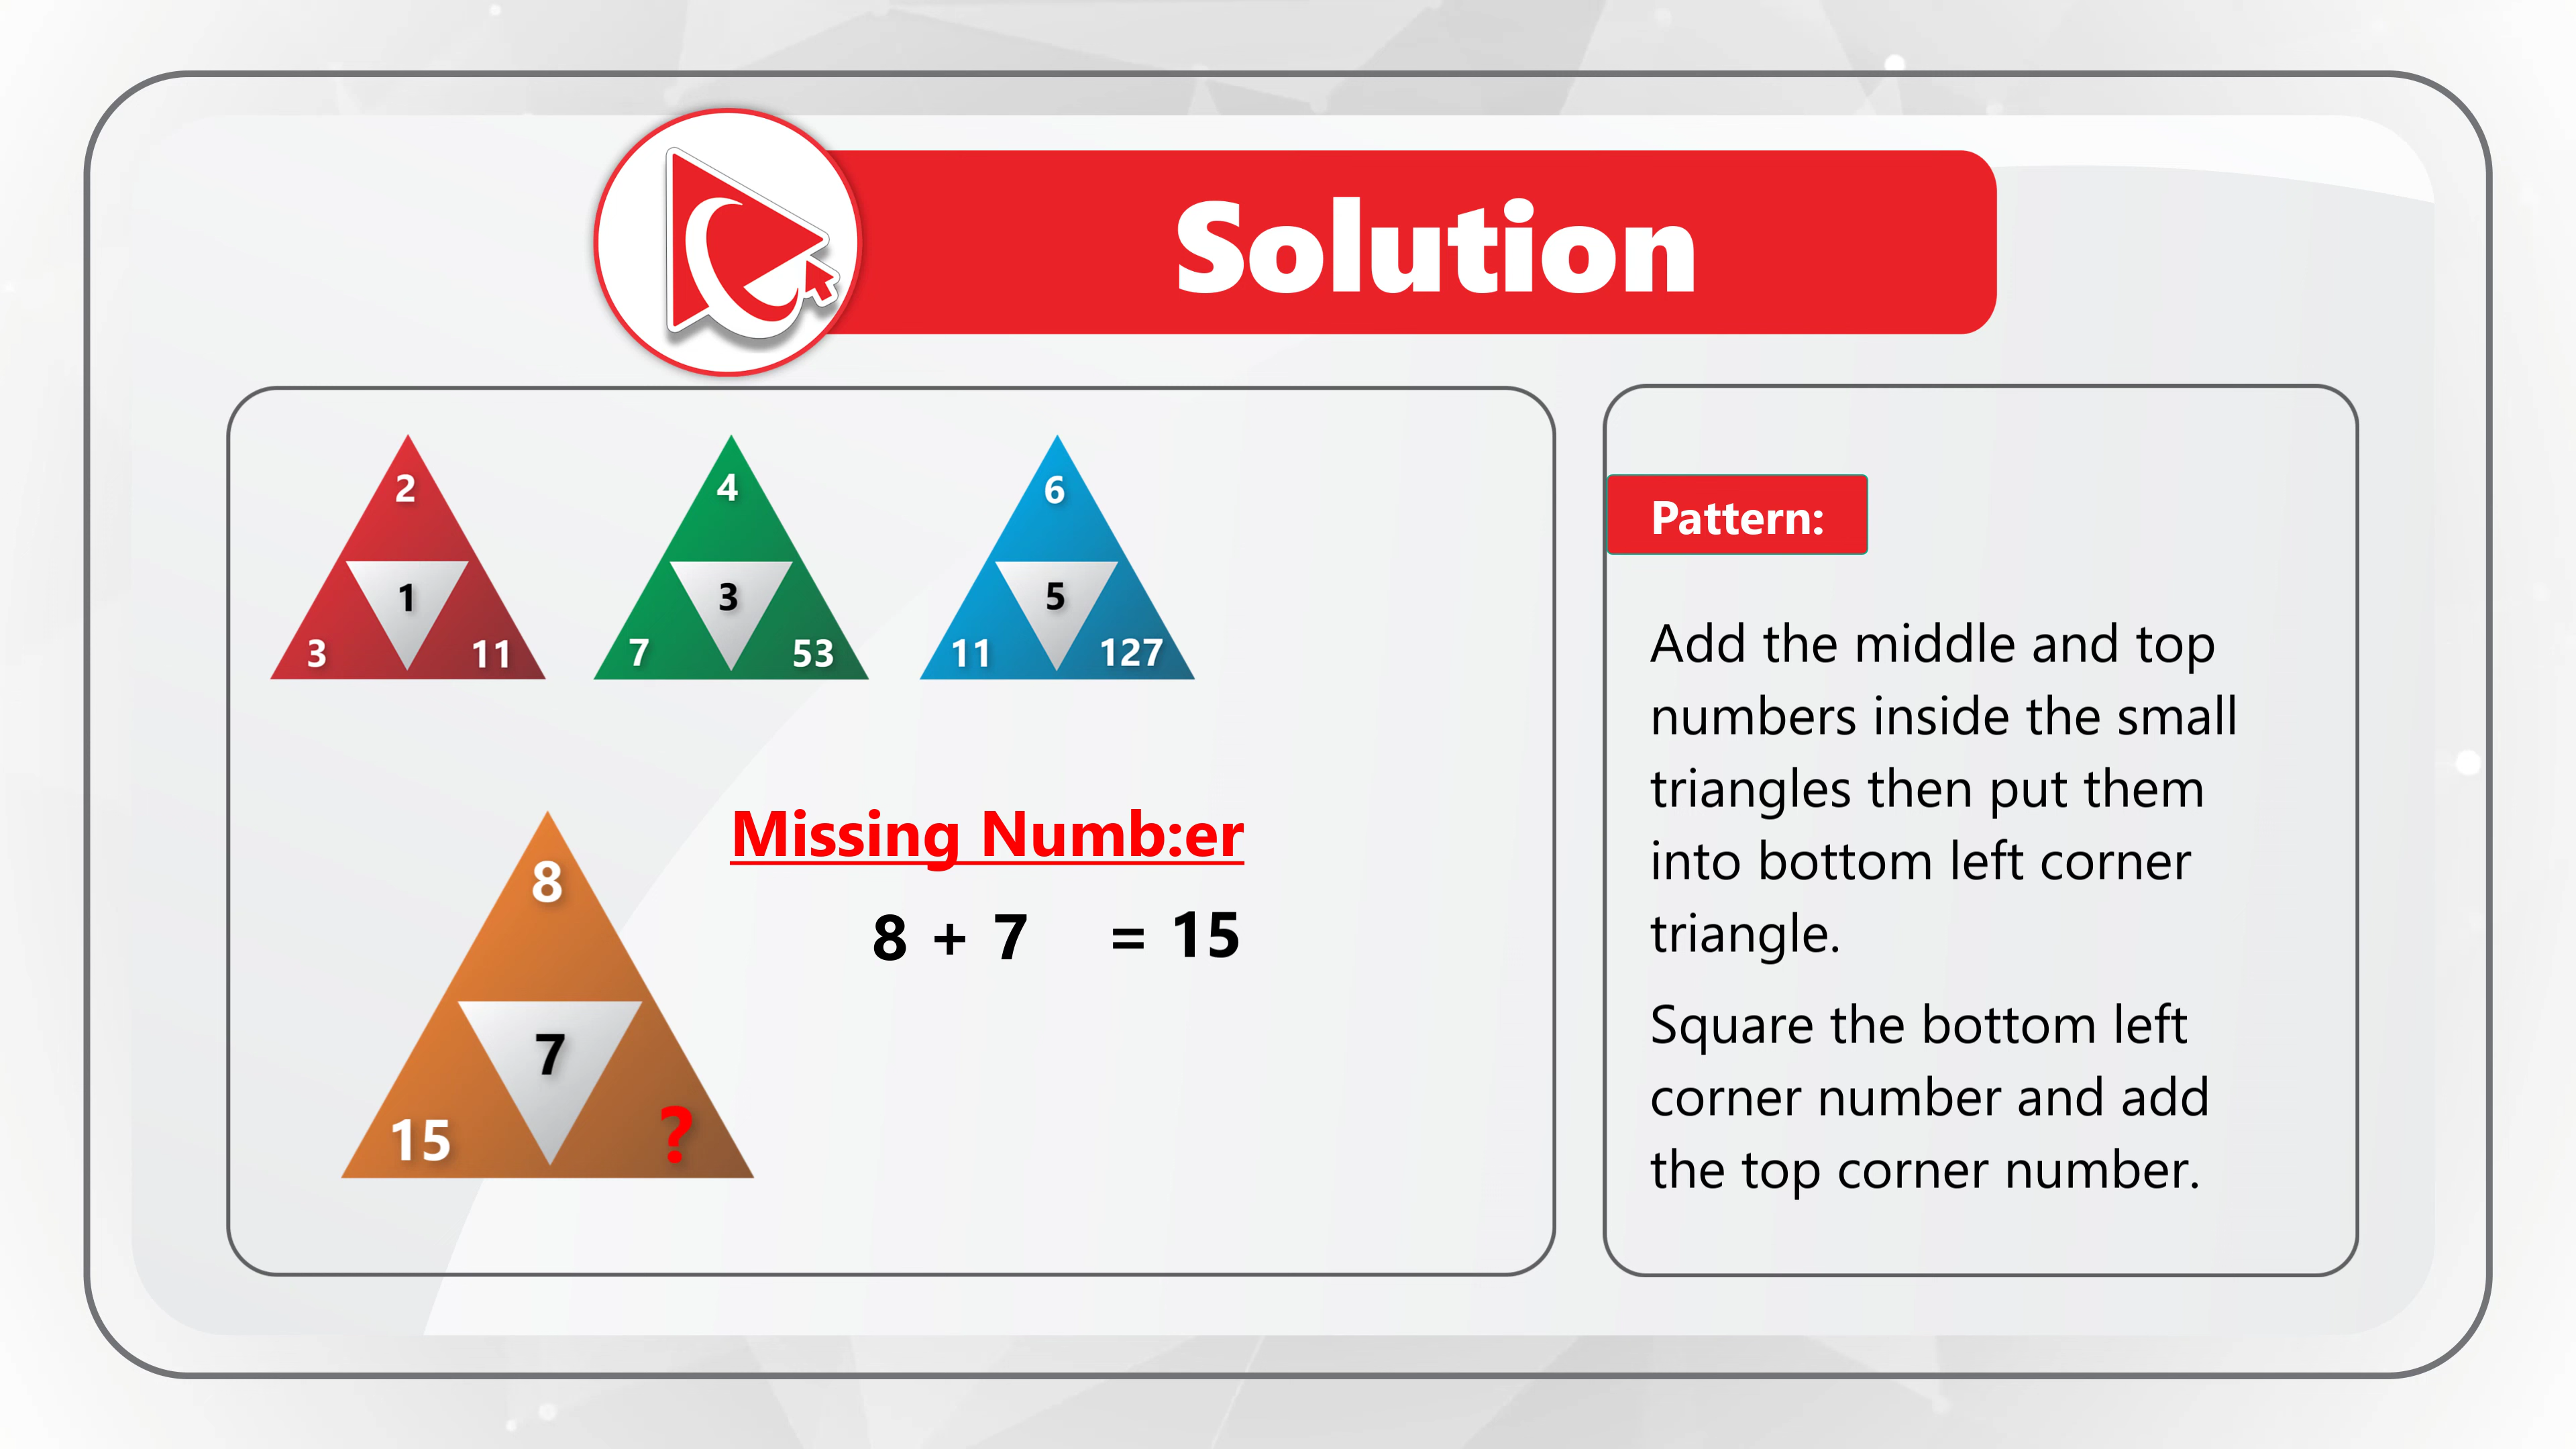 Solution
2
1
3 11
4
3
7 53
6
5
11 127
8
7
15 ?
Missing Numb:er
8 + 7 = 15
Pattern:
Add the middle and top
numbers inside the small
triangles then put them
into bottom left corner
triangle.
Square the bottom left
corner number and add
the top corner number.